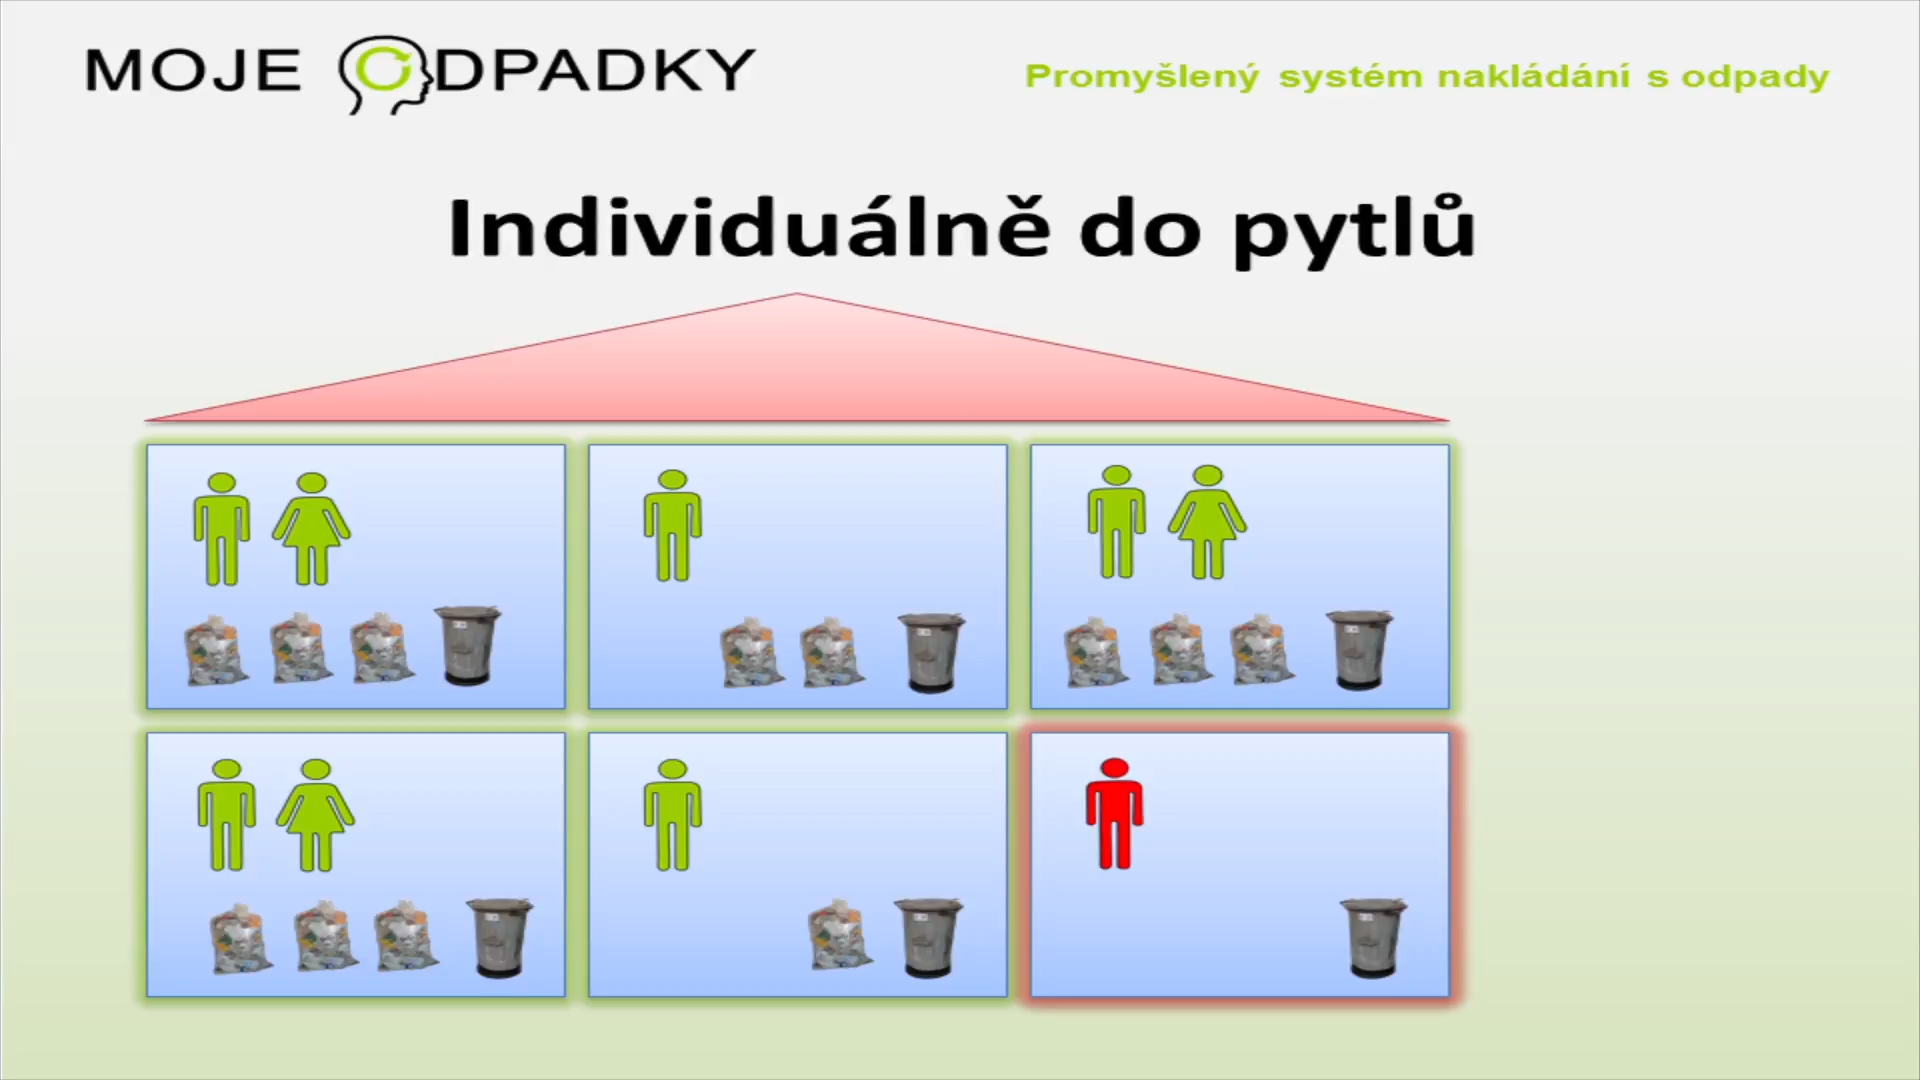 MOJE ODPADKY
Promyšlený systém nakládání s odpady
Individuálně do pytlů